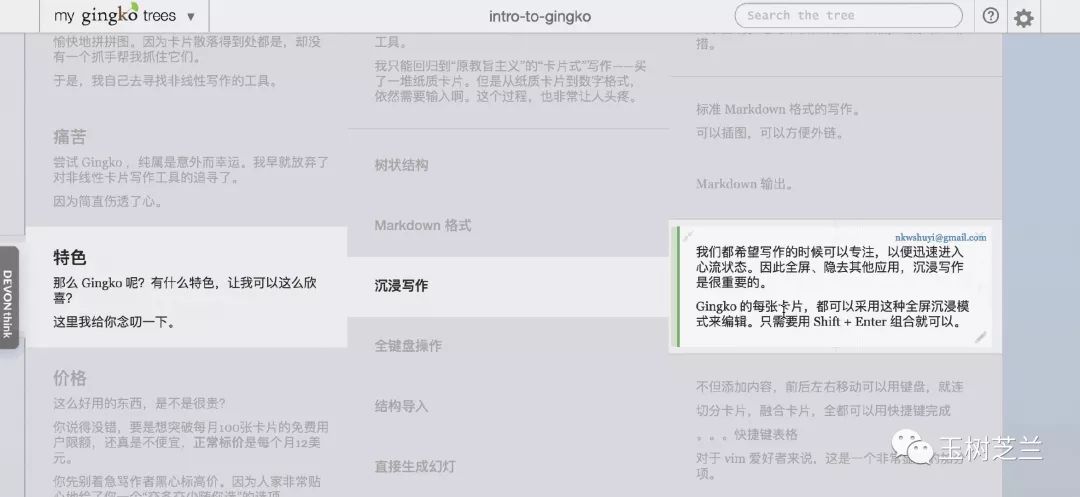 my gingko trees ▼
intro-to-gingko
Search the tree
DEVONthink
愉快地拼拼图。因为卡片散落得到处都是，却没
有一个抓手帮我抓住它们。
于是，我自己去寻找非线性写作的工具。
痛苦
尝试 Gingko ，纯属是意外而幸运。我早就放弃了
对非线性卡片写作工具的追寻了。
因为简直伤透了心。
特色
那么 Gingko 呢？有什么特色，让我可以这么欣
喜？
这里我给你念叨一下。
价格
这么好用的东西，是不是很贵？
你说得没错，要是想突破每月100张卡片的免费用
户限额，还真是不便宜，正常标价是每个月12美
元。
你先别着急骂作者黑心标高价。因为人家非常贴
工具。
我只能回归到“原教旨主义”的“卡片式”写作——买
了一堆纸质卡片。但是从纸质卡片到数字格式，
依然需要输入啊。这个过程，也非常让人头疼。
树状结构
Markdown 格式
沉浸写作
全键盘操作
结构导入
直接生成幻灯
措。
标准 Markdown 格式的写作。
可以插图，可以方便外链。
Markdown 输出。
nkwshuyi@gmail.com
我们都希望写作的时候可以专注，以便迅速进入
心流状态。因此全屏、隐去其他应用，沉浸写作
是很重要的。
Gingko 的每张卡片，都可以采用这种全屏沉浸模
式来编辑。只需要用 Shift + Enter 组合就可以。
不但添加内容，前后左右移动可以用键盘，就连
切分卡片，融合卡片，全都可以用快捷键完成
。。。快捷键表格
对于 vim 爱好者来说，这是一个非常
项。
玉树芝兰